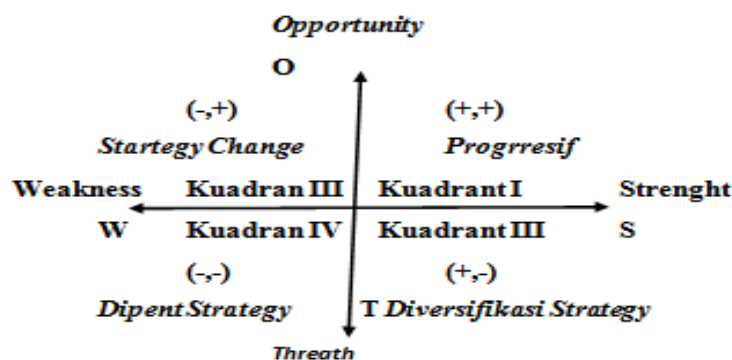 Opportunity
O
(-,+) (+,+)
Startegy Change Progrresif
Weakness Kuadran III Kuadrant I Strenght
W Kuadran IV Kuadrant III S
(-,-) (+,-)
Dipent Strategy T Diversifikasi Strategy
Threath